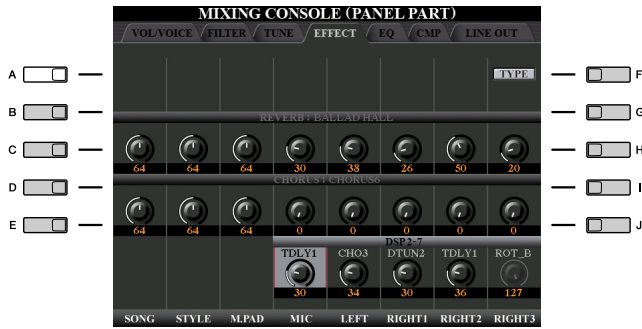 MIXING CONSOLE (PANEL PART)
VOL/VOICE FILTER TUNE EFFECT EQ CMP LINE OUT
A F
TYPE
B G
REVERB : BALLAD HALL
C H
64 64 64 30 38 26 50 20
CHORUS : CHORUS6
D I
E J
64 64 64 0 0 0 0 0
DSP 2-7
TDLY1 CHO3 DTUN2 TDLY1 ROT_B
30 34 30 36 127
SONG STYLE M.PAD MIC LEFT RIGHT1 RIGHT2 RIGHT3